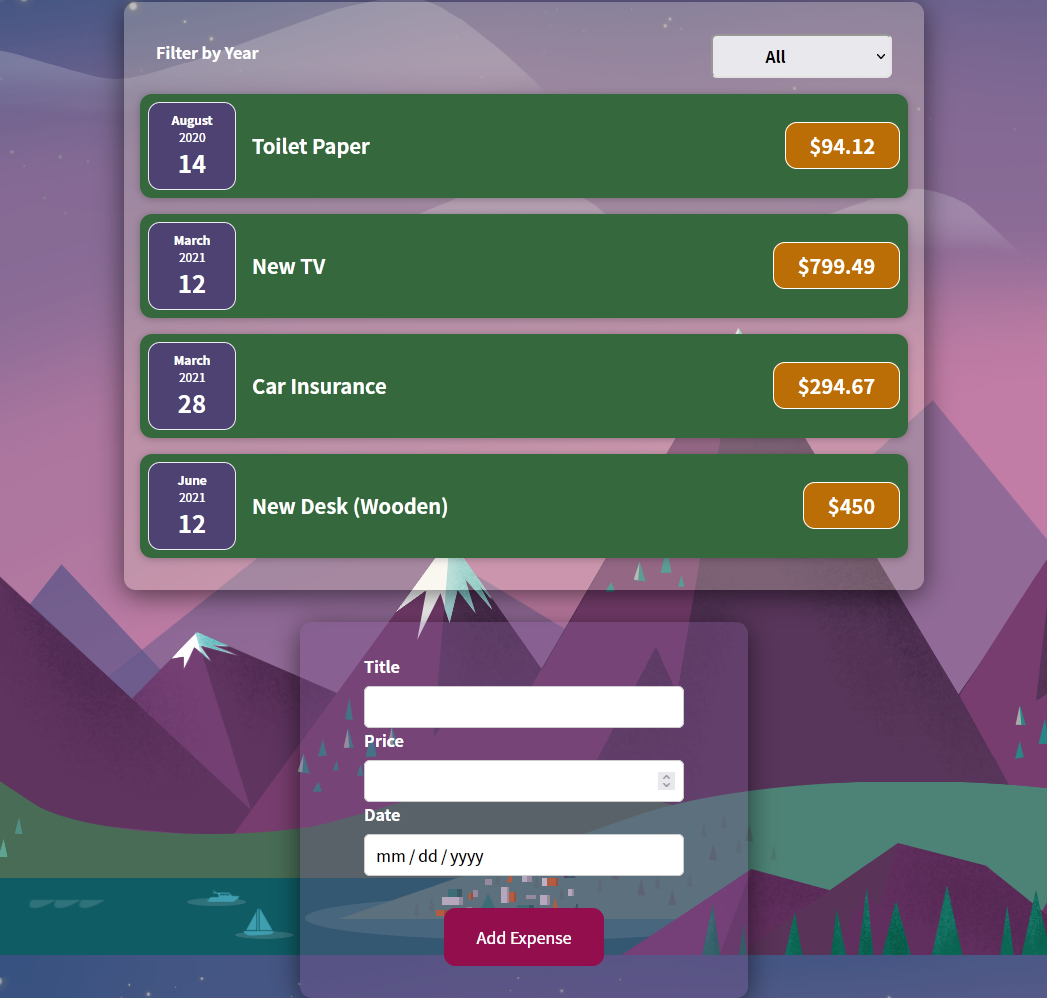 Filter by Year
All
August
2020
14
Toilet Paper
$94.12
March
2021
12
New TV
$799.49
March
2021
28
Car Insurance
$294.67
June
2021
12
New Desk (Wooden)
$450
Title
Price
Date
mm / dd / yyyy
Add Expense